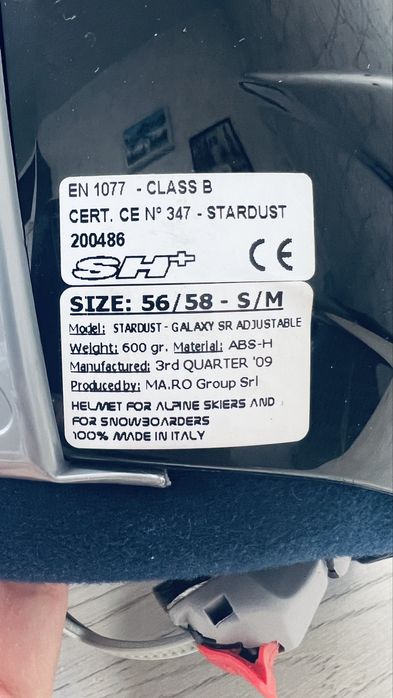 EN 1077 - CLASS B
CERT. CE N° 347 - STARDUST
200486
SH+ CE
SIZE: 56/58 - S/M
Model: STARDUST - GALAXY SR ADJUSTABLE
Weight: 600 gr. Material: ABS-H
Manufactured: 3rd QUARTER '09
Produced by: MA.RO Group Srl
HELMET FOR ALPINE SKIERS AND
FOR SNOWBOARDERS
100% MADE IN ITALY